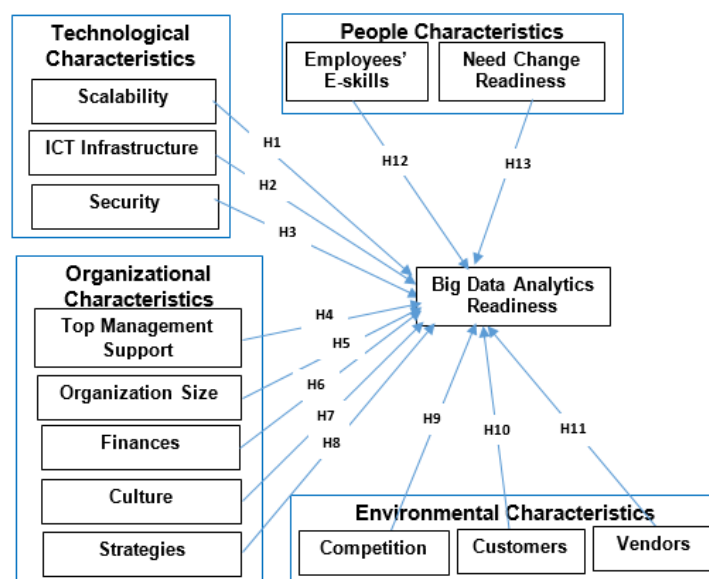 Technological
Characteristics
Scalability
ICT Infrastructure
Security
People Characteristics
Employees'
E-skills
Need Change
Readiness
H1
H2
H3
H12
H13
Big Data Analytics
Readiness
Organizational
Characteristics
Top Management
Support
Organization Size
Finances
Culture
Strategies
H4
H5
H6
H7
H8
H9
H10
H11
Environmental Characteristics
Competition
Customers
Vendors